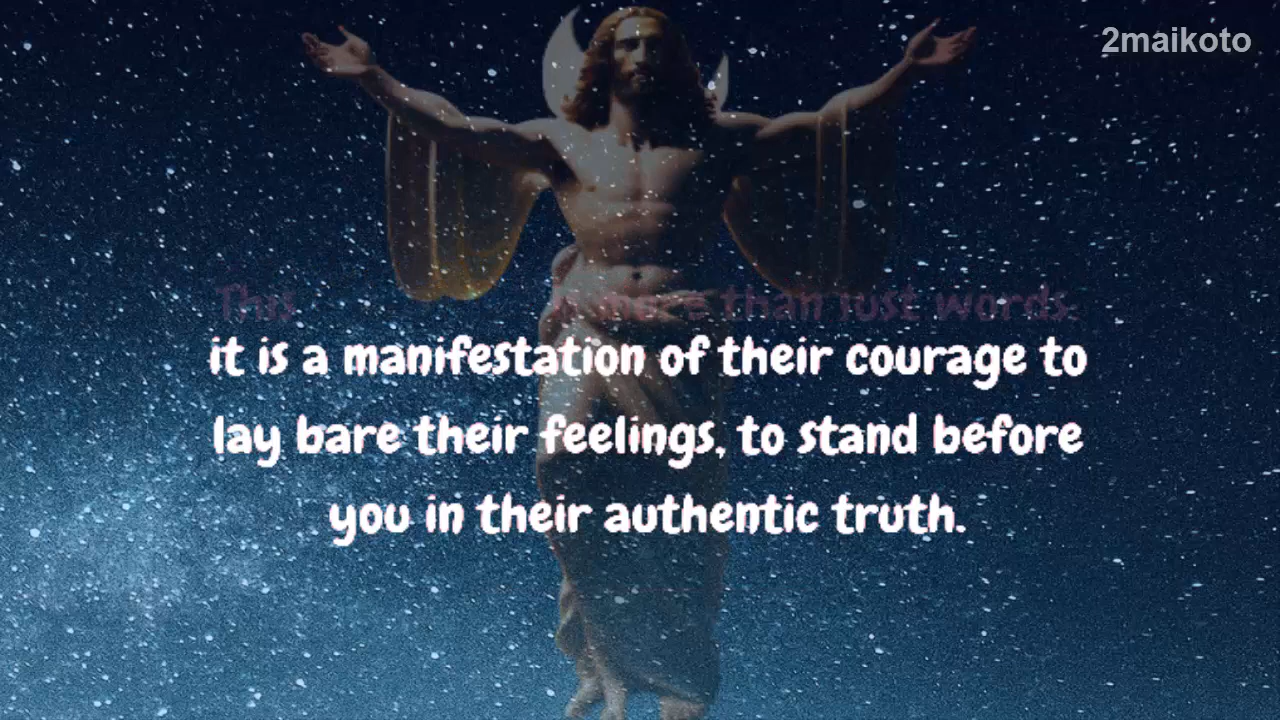 2maikoto
This is more than just words:
it is a manifestation of their courage to
lay bare their feelings, to stand before
you in their authentic truth.